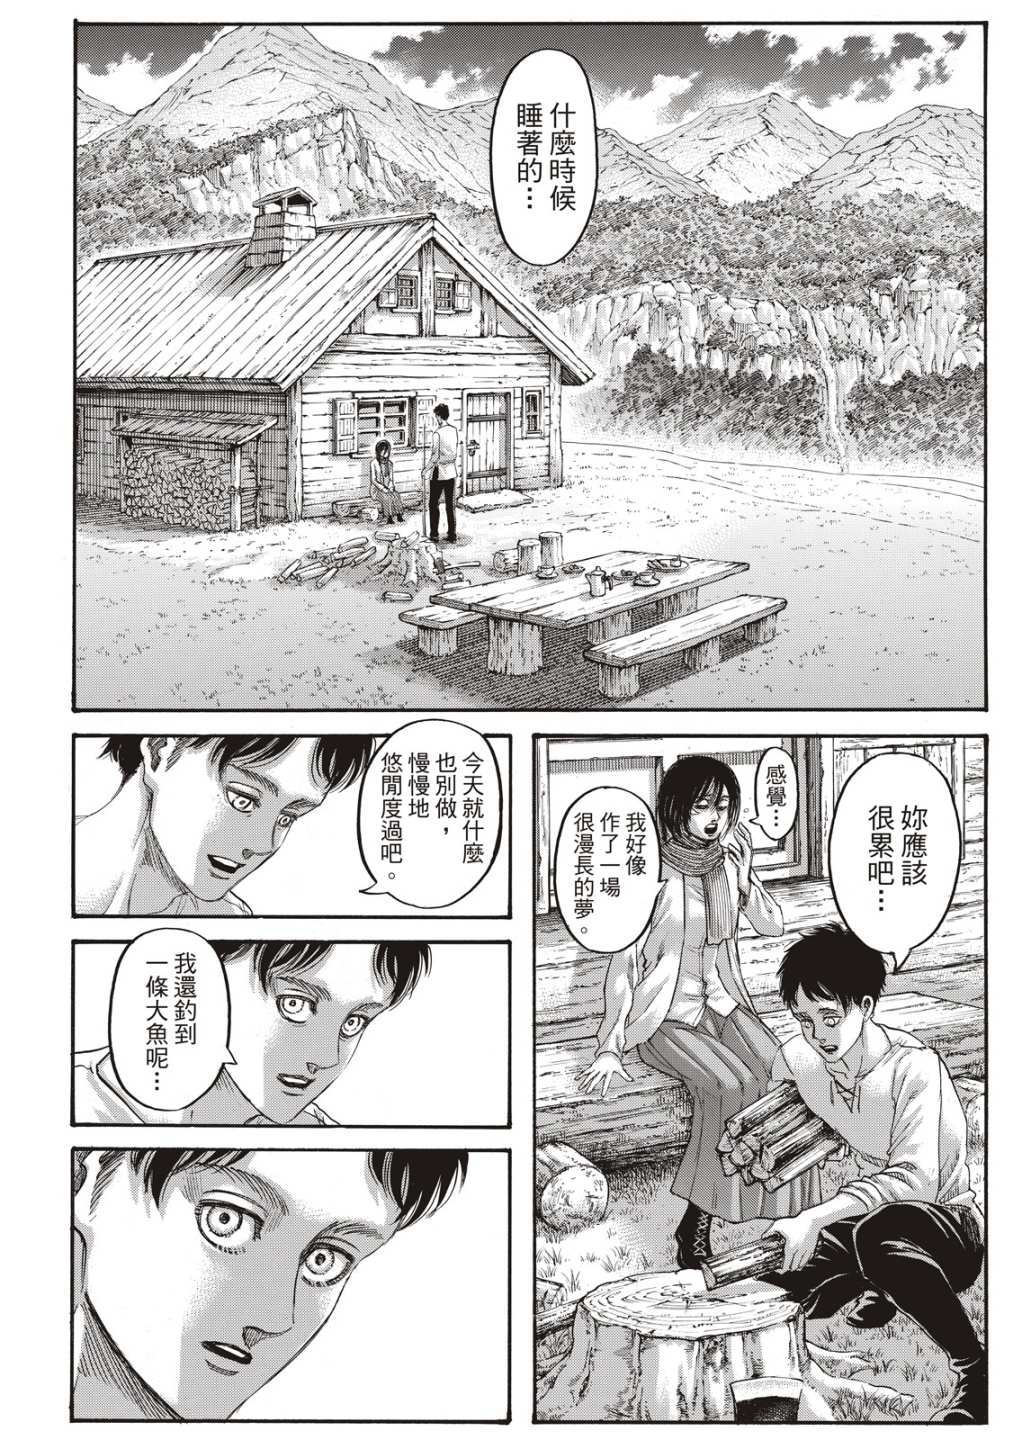 什麼時候
睡著的…
妳應該
很累吧…
感覺…
我好像
作了一場
很漫長的夢。
今天就什麼
也別做，
慢慢地
悠閒度過吧。
我還釣到
一條大魚呢…